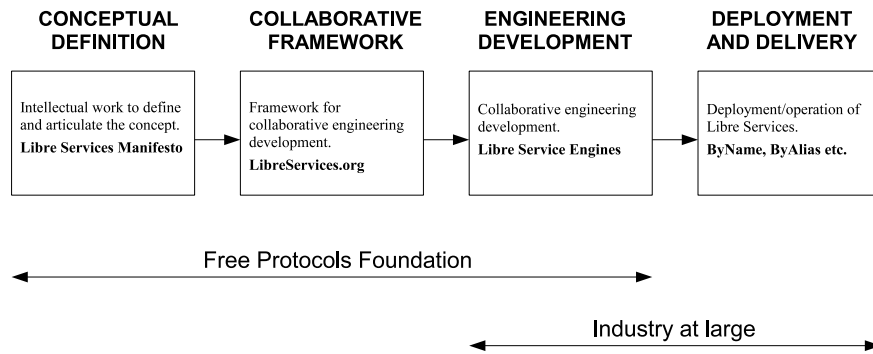 CONCEPTUAL
DEFINITION
COLLABORATIVE
FRAMEWORK
ENGINEERING
DEVELOPMENT
DEPLOYMENT
AND DELIVERY
Intellectual work to define
and articulate the concept.
Libre Services Manifesto
Framework for
collaborative engineering
development.
LibreServices.org
Collaborative engineering
development.
Libre Service Engines
Deployment/operation of
Libre Services.
ByName, ByAlias etc.
Free Protocols Foundation
Industry at large